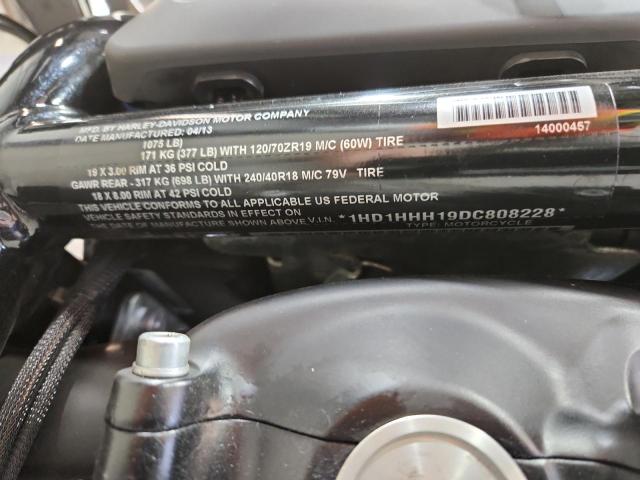 MFD. BY HARLEY-DAVIDSON MOTOR COMPANY
DATE MANUFACTURED: 04/13
1075 LB)
171 KG (377 LB) WITH 120/70ZR19 M/C (60W) TIRE
19 X 3.00 RIM AT 36 PSI COLD
GAWR REAR - 317 KG (698 LB) WITH 240/40R18 M/C 79V TIRE
18 X 8.00 RIM AT 42 PSI COLD
THIS VEHICLE CONFORMS TO ALL APPLICABLE US FEDERAL MOTOR
VEHICLE SAFETY STANDARDS IN EFFECT ON
THE DATE OF MANUFACTURE SHOWN ABOVE.V.I.N. *1HD1HHH19DC808228*
TYPE: MOTORCYCLE
14000457